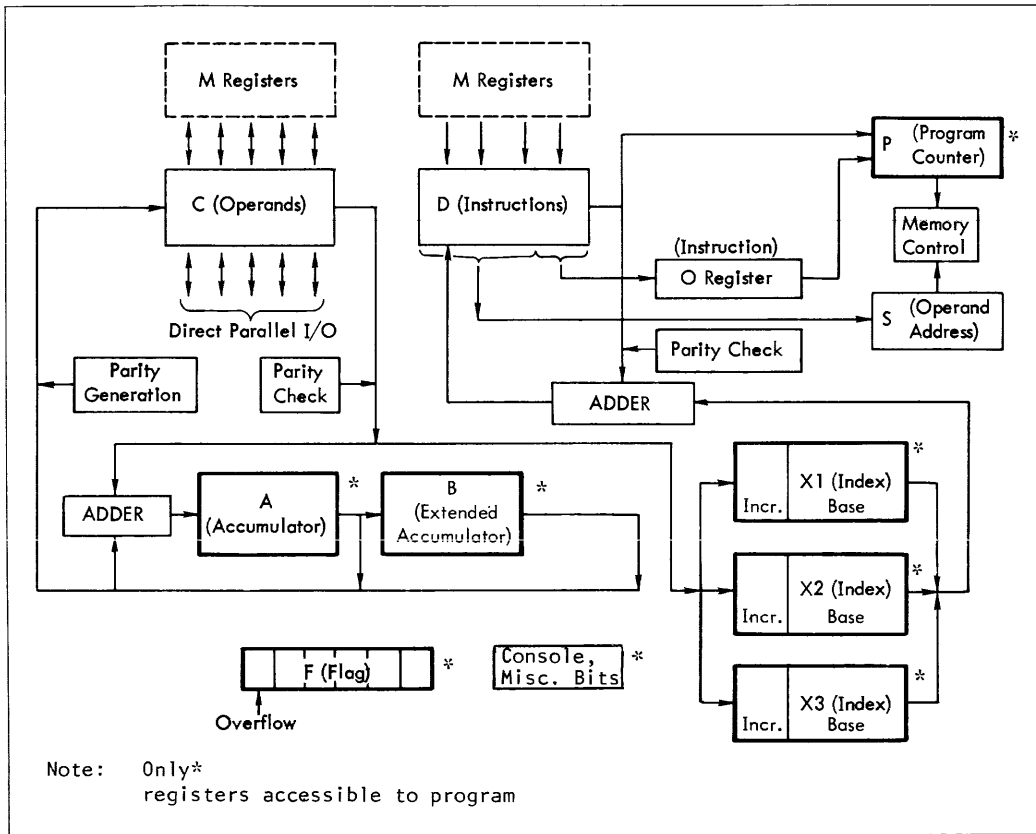 M Registers
M Registers
P (Program Counter) *
C (Operands)
D (Instructions)
Memory Control
(Instruction)
O Register
S (Operand Address)
Direct Parallel I/O
Parity Generation
Parity Check
Parity Check
ADDER
ADDER
A (Accumulator) *
B (Extended Accumulator) *
X1 (Index) *
Incr. Base
X2 (Index) *
Incr. Base
X3 (Index) *
Incr. Base
F (Flag) *
Console, *
Misc. Bits
Overflow
Note: Only*
registers accessible to program